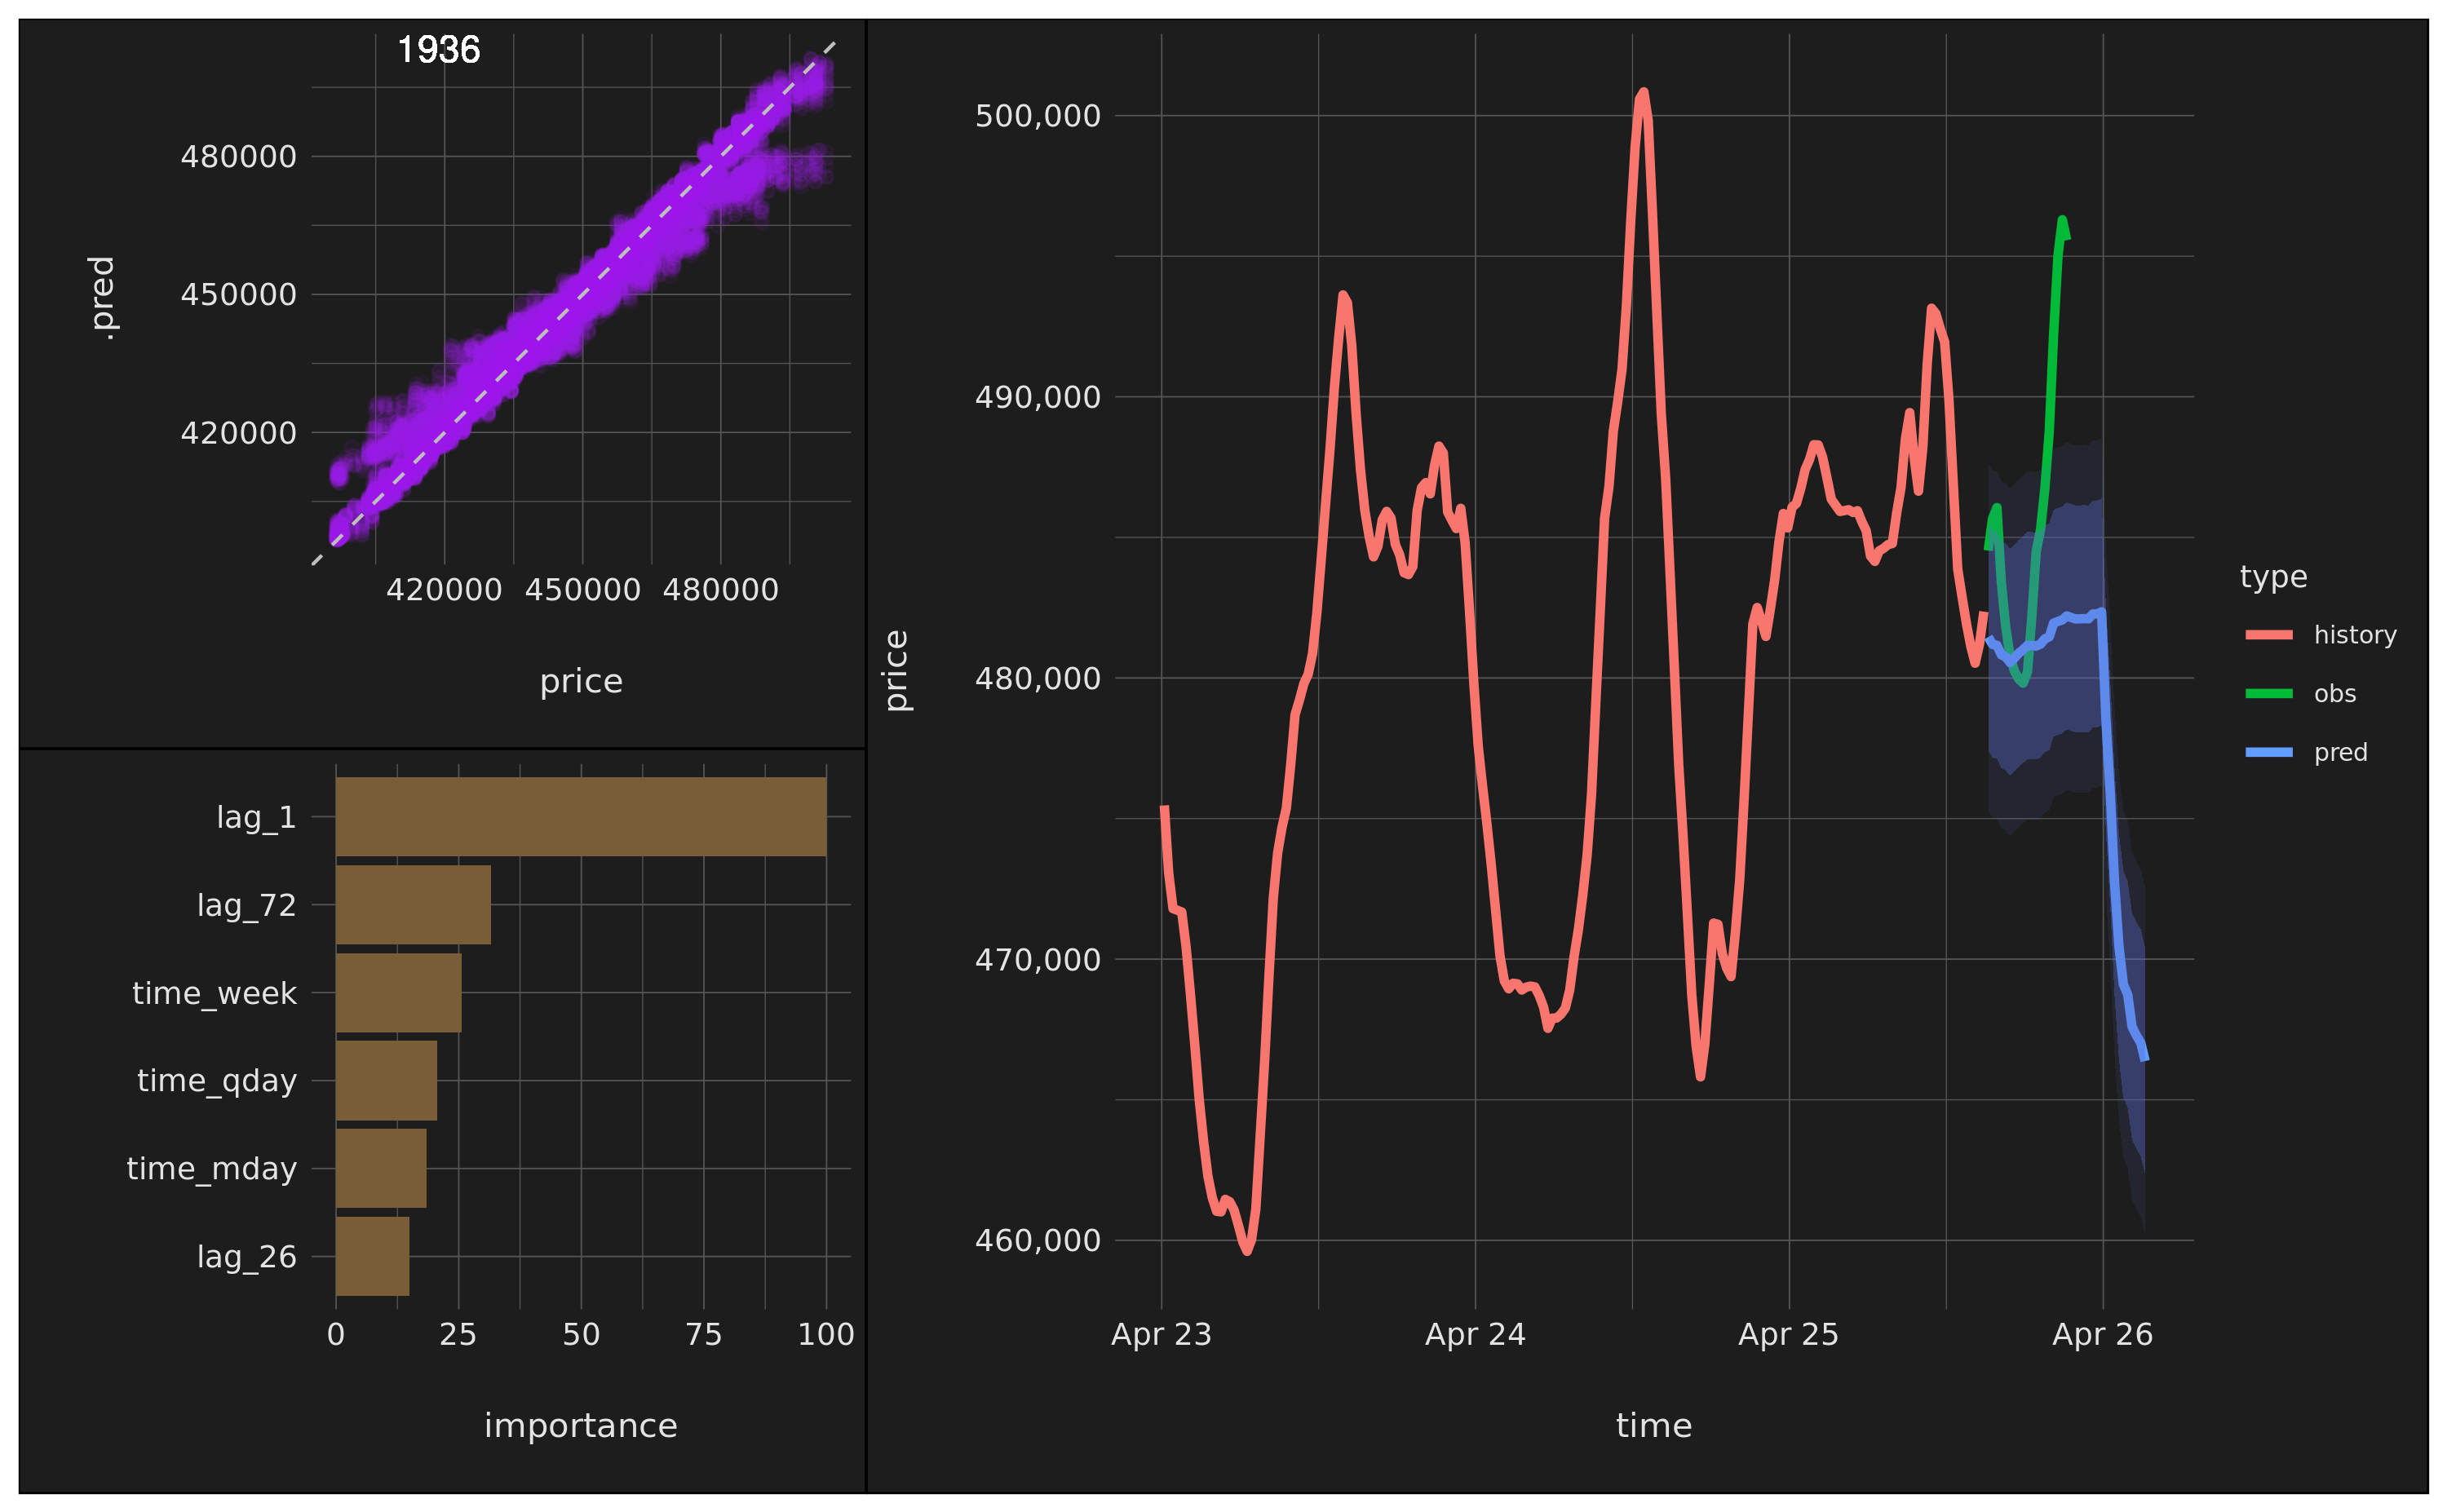 1936
.pred
480000
450000
420000
420000 450000 480000
price
lag_1
lag_72
time_week
time_qday
time_mday
lag_26
0 25 50 75 100
importance
price
500,000
490,000
480,000
470,000
460,000
Apr 23 Apr 24 Apr 25 Apr 26
time
type
history
obs
pred